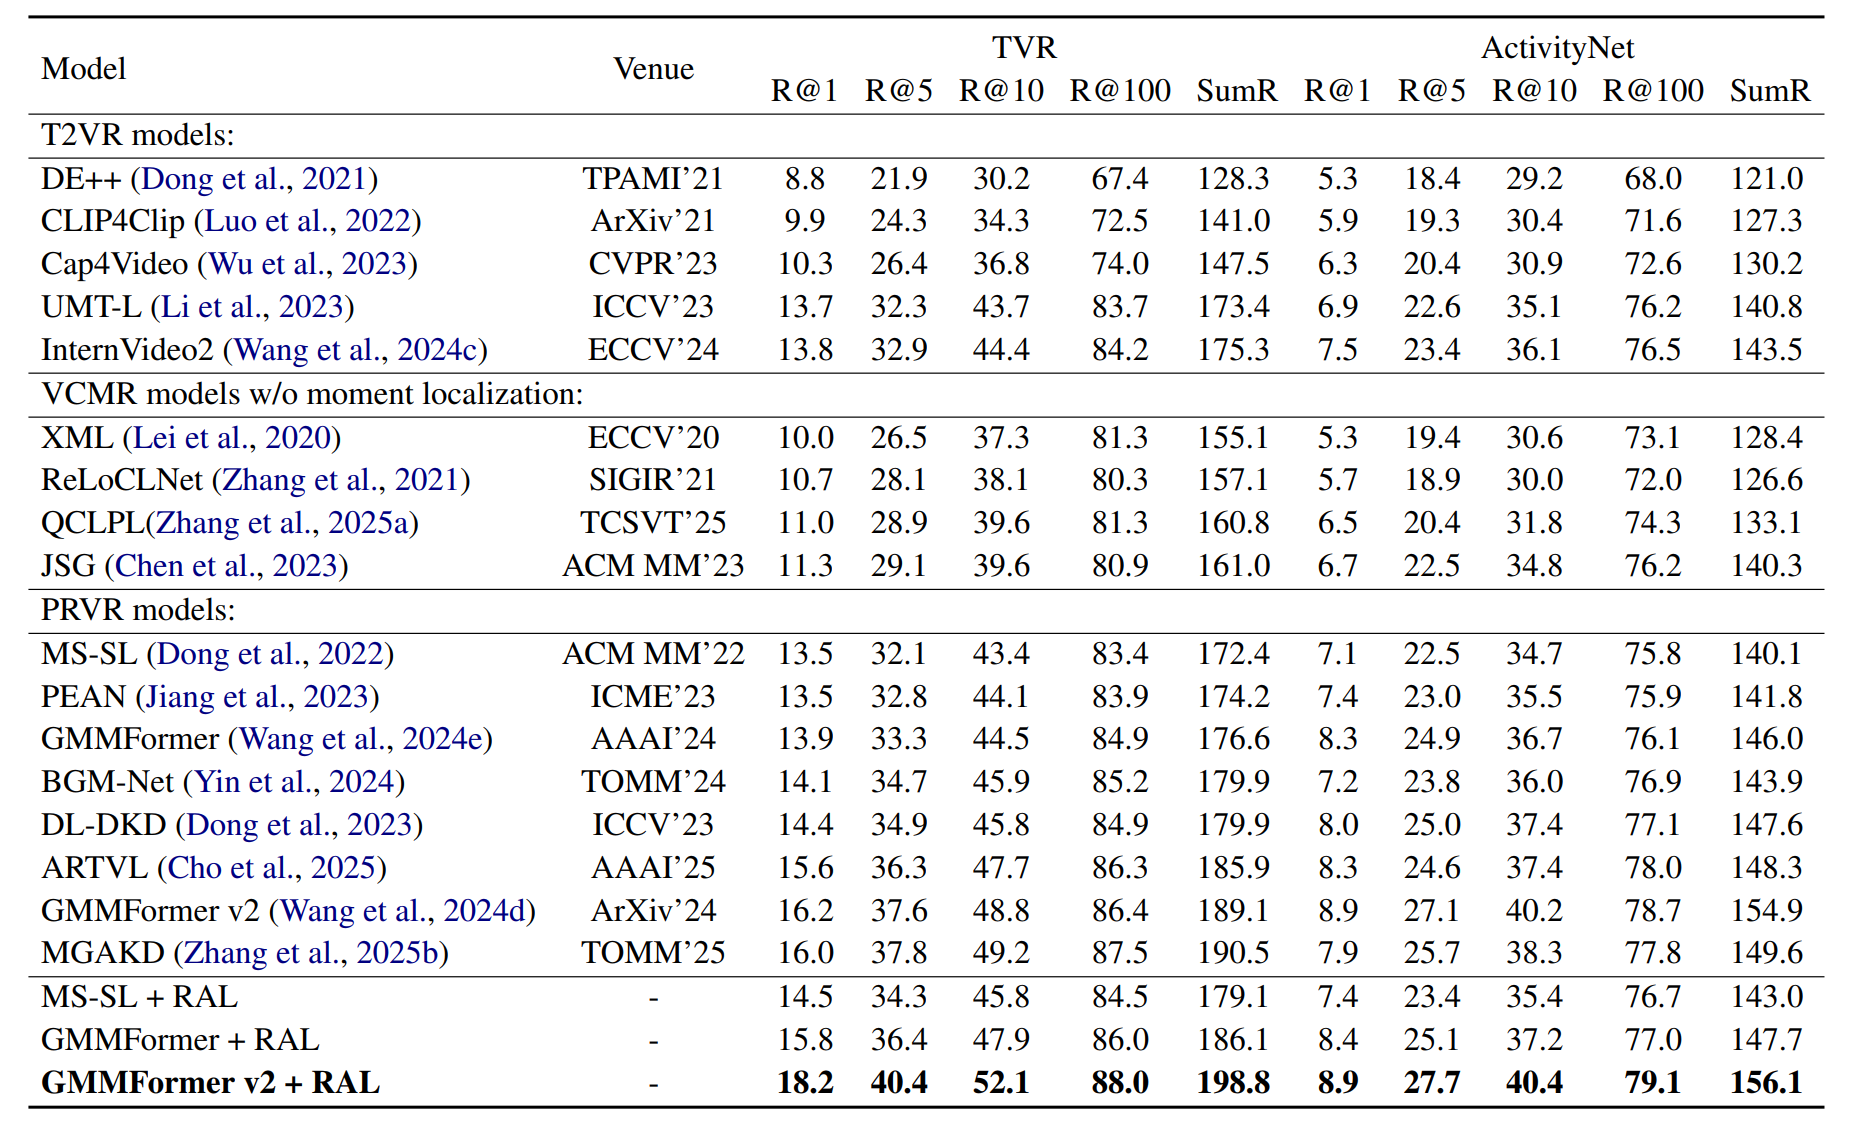 Model Venue TVR ActivityNet
R@1 R@5 R@10 R@100 SumR R@1 R@5 R@10 R@100 SumR
T2VR models:
DE++ (Dong et al., 2021) TPAMI’21 8.8 21.9 30.2 67.4 128.3 5.3 18.4 29.2 68.0 121.0
CLIP4Clip (Luo et al., 2022) ArXiv’21 9.9 24.3 34.3 72.5 141.0 5.9 19.3 30.4 71.6 127.3
Cap4Video (Wu et al., 2023) CVPR’23 10.3 26.4 36.8 74.0 147.5 6.3 20.4 30.9 72.6 130.2
UMT-L (Li et al., 2023) ICCV’23 13.7 32.3 43.7 83.7 173.4 6.9 22.6 35.1 76.2 140.8
InternVideo2 (Wang et al., 2024c) ECCV’24 13.8 32.9 44.4 84.2 175.3 7.5 23.4 36.1 76.5 143.5
VCMR models w/o moment localization:
XML (Lei et al., 2020) ECCV’20 10.0 26.5 37.3 81.3 155.1 5.3 19.4 30.6 73.1 128.4
ReLoCLNet (Zhang et al., 2021) SIGIR’21 10.7 28.1 38.1 80.3 157.1 5.7 18.9 30.0 72.0 126.6
QCLPL(Zhang et al., 2025a) TCSVT’25 11.0 28.9 39.6 81.3 160.8 6.5 20.4 31.8 74.3 133.1
JSG (Chen et al., 2023) ACM MM’23 11.3 29.1 39.6 80.9 161.0 6.7 22.5 34.8 76.2 140.3
PRVR models:
MS-SL (Dong et al., 2022) ACM MM’22 13.5 32.1 43.4 83.4 172.4 7.1 22.5 34.7 75.8 140.1
PEAN (Jiang et al., 2023) ICME’23 13.5 32.8 44.1 83.9 174.2 7.4 23.0 35.5 75.9 141.8
GMMFormer (Wang et al., 2024e) AAAI’24 13.9 33.3 44.5 84.9 176.6 8.3 24.9 36.7 76.1 146.0
BGM-Net (Yin et al., 2024) TOMM’24 14.1 34.7 45.9 85.2 179.9 7.2 23.8 36.0 76.9 143.9
DL-DKD (Dong et al., 2023) ICCV’23 14.4 34.9 45.8 84.9 179.9 8.0 25.0 37.4 77.1 147.6
ARTVL (Cho et al., 2025) AAAI’25 15.6 36.3 47.7 86.3 185.9 8.3 24.6 37.4 78.0 148.3
GMMFormer v2 (Wang et al., 2024d) ArXiv’24 16.2 37.6 48.8 86.4 189.1 8.9 27.1 40.2 78.7 154.9
MGAKD (Zhang et al., 2025b) TOMM’25 16.0 37.8 49.2 87.5 190.5 7.9 25.7 38.3 77.8 149.6
MS-SL + RAL - 14.5 34.3 45.8 84.5 179.1 7.4 23.4 35.4 76.7 143.0
GMMFormer + RAL - 15.8 36.4 47.9 86.0 186.1 8.4 25.1 37.2 77.0 147.7
GMMFormer v2 + RAL - 18.2 40.4 52.1 88.0 198.8 8.9 27.7 40.4 79.1 156.1